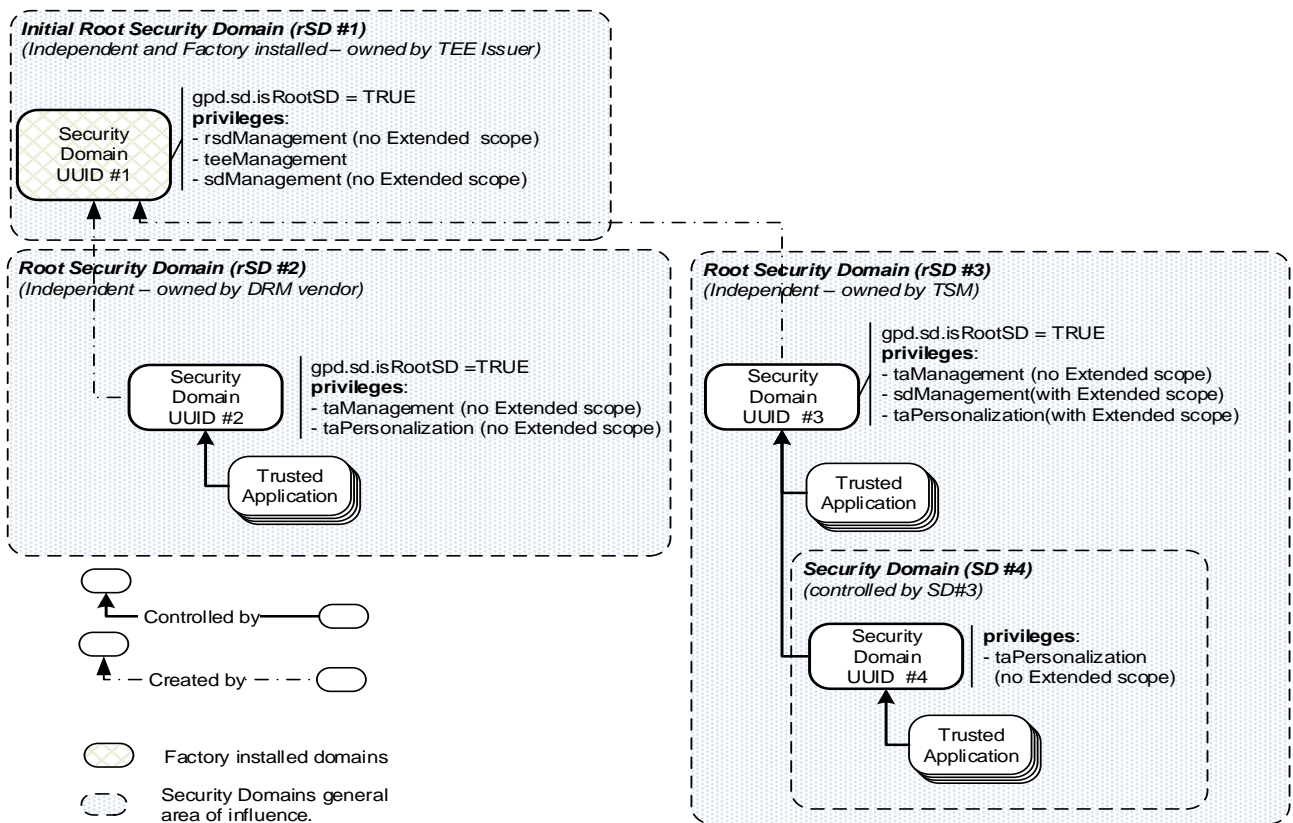 Initial Root Security Domain (rSD #1)
(Independent and Factory installed – owned by TEE Issuer)
Security
Domain
UUID #1
gpd.sd.isRootSD = TRUE
privileges:
- rsdManagement (no Extended scope)
- teeManagement
- sdManagement (no Extended scope)
Root Security Domain (rSD #2)
(Independent – owned by DRM vendor)
Security
Domain
UUID #2
gpd.sd.isRootSD =TRUE
privileges:
- taManagement (no Extended scope)
- taPersonalization (no Extended scope)
Trusted
Application
Root Security Domain (rSD #3)
(Independent – owned by TSM)
Security
Domain
UUID #3
gpd.sd.isRootSD = TRUE
privileges:
- taManagement (no Extended scope)
- sdManagement(with Extended scope)
- taPersonalization(with Extended scope)
Trusted
Application
Security Domain (SD #4)
(controlled by SD#3)
Security
Domain
UUID #4
privileges:
- taPersonalization
(no Extended scope)
Trusted
Application
Controlled by
Created by
Factory installed domains
Security Domains general
area of influence.